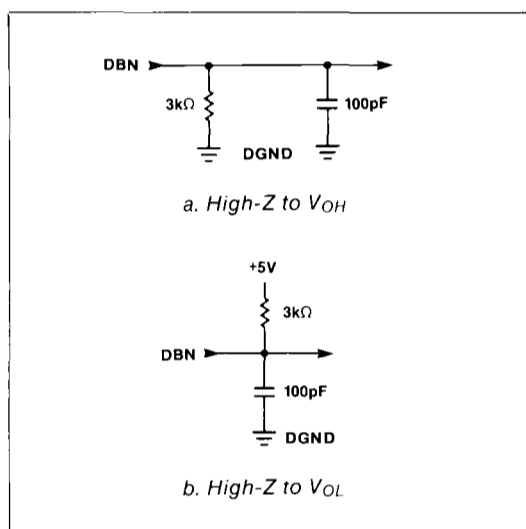 DBN
3kΩ
100pF
DGND
a. High-Z to VOH
+5V
3kΩ
DBN
100pF
DGND
b. High-Z to VOL